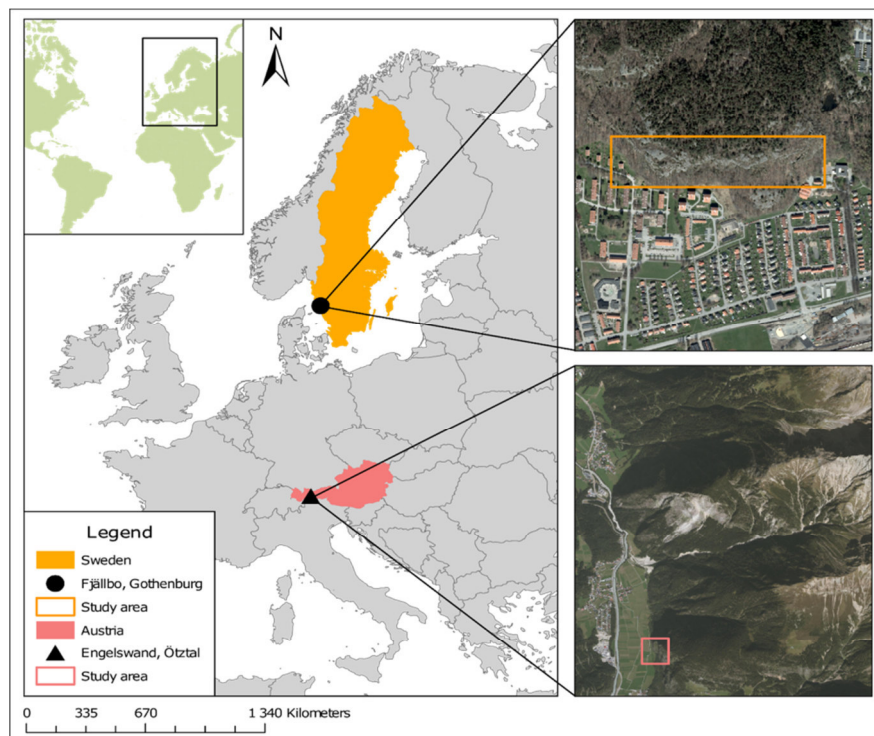 N
Legend
Sweden
Fjällbo, Gothenburg
Study area
Austria
Engelswand, Ötztal
Study area
0 335 670 1 340 Kilometers